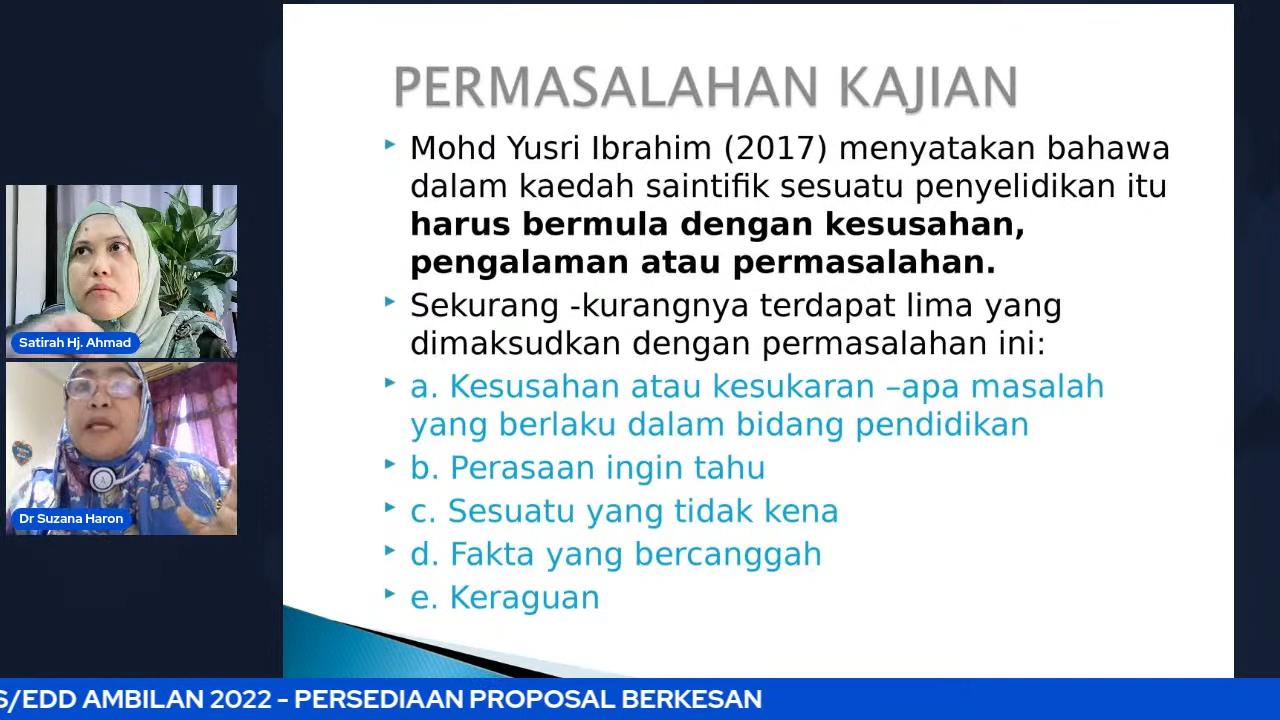 PERMASALAHAN KAJIAN
Mohd Yusri Ibrahim (2017) menyatakan bahawa
dalam kaedah saintifik sesuatu penyelidikan itu
harus bermula dengan kesusahan,
pengalaman atau permasalahan.
Sekurang -kurangnya terdapat lima yang
dimaksudkan dengan permasalahan ini:
a. Kesusahan atau kesukaran –apa masalah
yang berlaku dalam bidang pendidikan
b. Perasaan ingin tahu
c. Sesuatu yang tidak kena
d. Fakta yang bercanggah
e. Keraguan
Satirah Hj. Ahmad
Dr Suzana Haron
S/EDD AMBILAN 2022 - PERSEDIAAN PROPOSAL BERKESAN